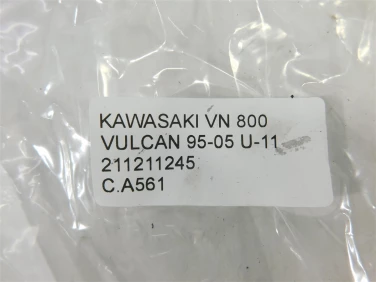 KAWASAKI VN 800
VULCAN 95-05 U-11
211211245
C.A561